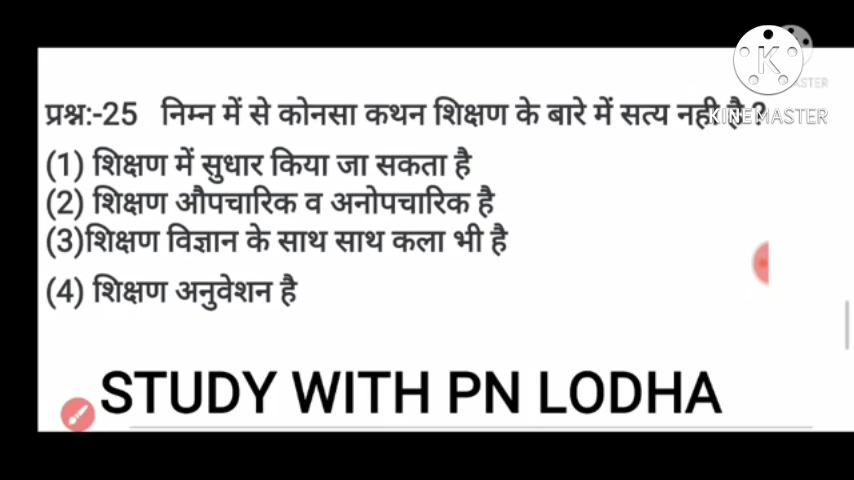 प्रश्न:-25 निम्न में से कोनसा कथन शिक्षण के बारे में सत्य नही है ?
(1) शिक्षण में सुधार किया जा सकता है
(2) शिक्षण औपचारिक व अनोपचारिक है
(3)शिक्षण विज्ञान के साथ साथ कला भी है
(4) शिक्षण अनुवेशन है
STUDY WITH PN LODHA
K
KINEMASTER